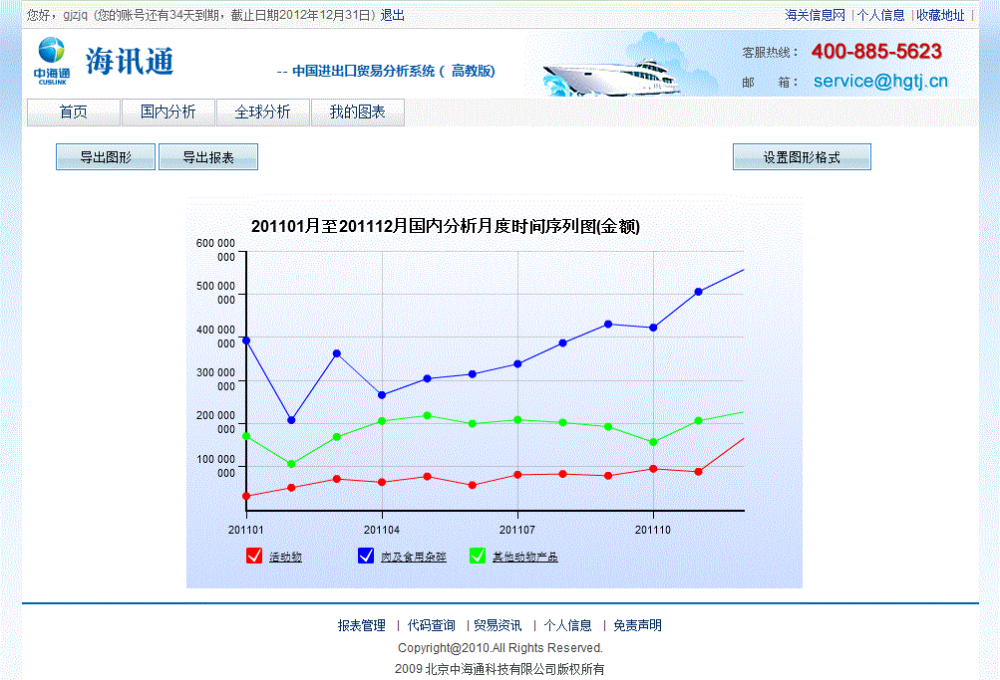 您好，gjzjq (您的账号还有34天到期，截止日期2012年12月31日) 退出
海关信息网 | 个人信息 | 收藏地址 |
中海通
CUSLINK
海讯通
-- 中国进出口贸易分析系统（ 高教版)
客服热线： 400-885-5623
邮 箱： service@hgtj.cn
首页 国内分析 全球分析 我的图表
导出图形 导出报表 设置图形格式
201101月至201112月国内分析月度时间序列图(金额)
600 000
000
500 000
000
400 000
000
300 000
000
200 000
000
100 000
000
201101 201104 201107 201110
活动物 肉及食用杂碎 其他动物产品
报表管理 | 代码查询 | 贸易资讯 | 个人信息 | 免责声明
Copyright@2010.All Rights Reserved.
2009 北京中海通科技有限公司版权所有